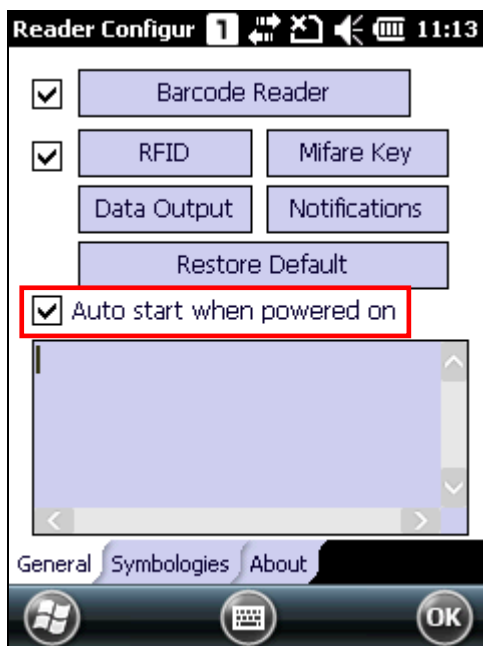 Reader Configur 1 11:13
Barcode Reader
RFID Mifare Key
Data Output Notifications
Restore Default
Auto start when powered on
General Symbologies About
OK